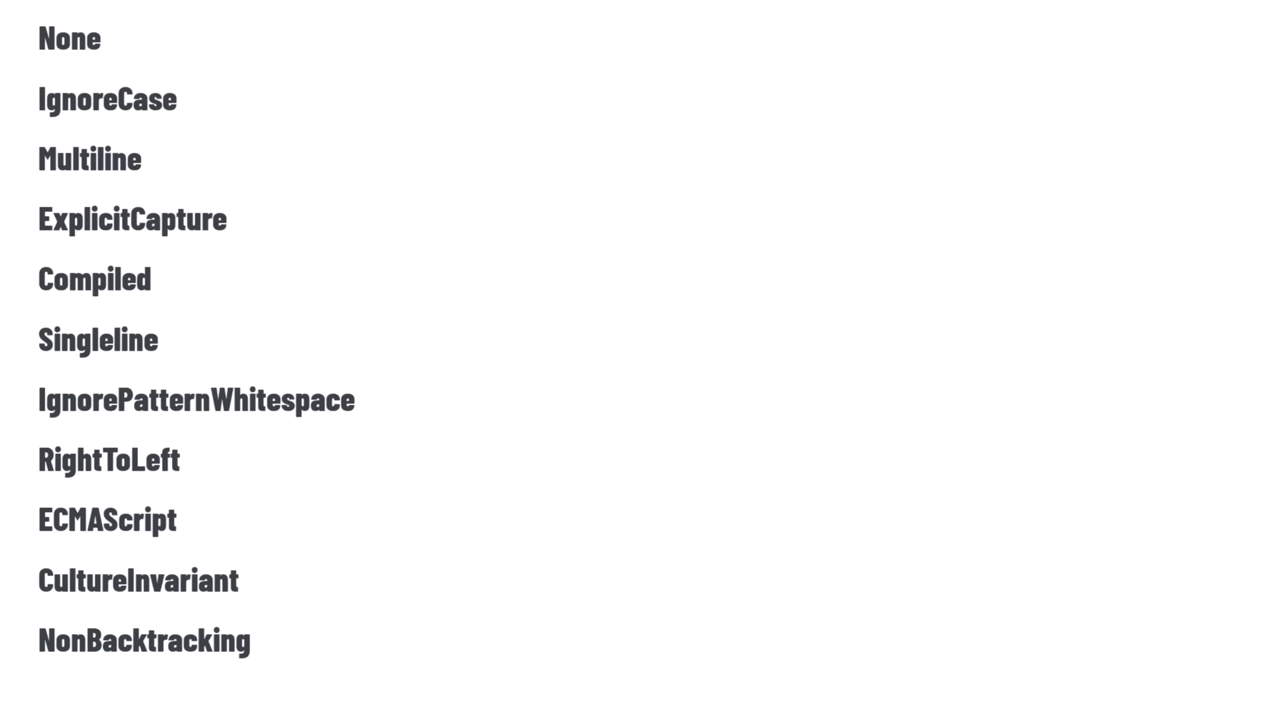 None
IgnoreCase
Multiline
ExplicitCapture
Compiled
Singleline
IgnorePatternWhitespace
RightToLeft
ECMAScript
CultureInvariant
NonBacktracking